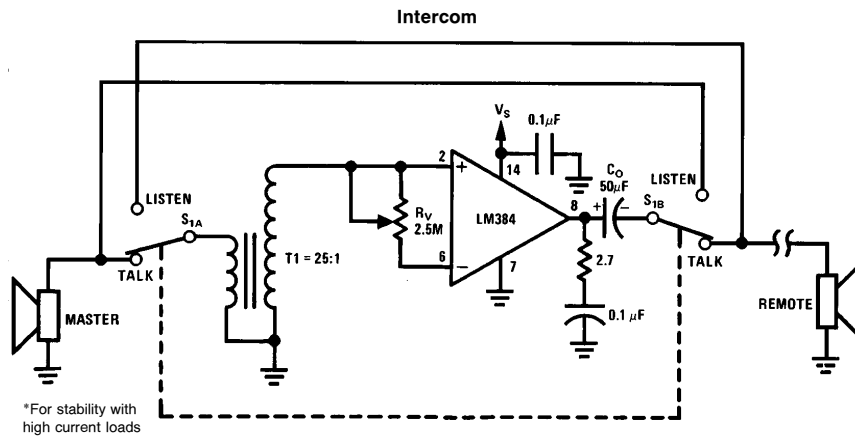 Intercom
V_S
0.1μF
2
14
C_O
50μF
LISTEN
LISTEN
+
+
8
+
−
S_1B
S_1A
R_V
2.5M
LM384
T1 = 25:1
6
−
7
2.7
TALK
TALK
MASTER
0.1 μF
REMOTE
*For stability with
high current loads